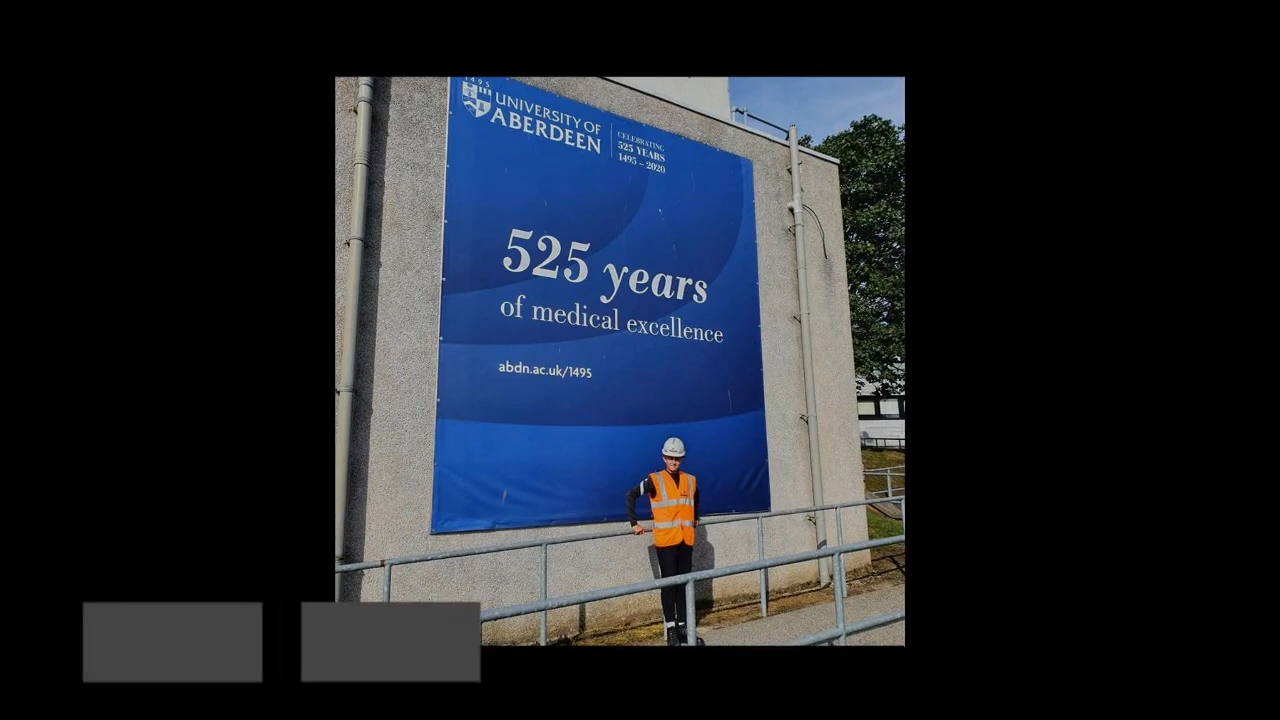 1495
UNIVERSITY OF
ABERDEEN
CELEBRATING
525 YEARS
1495 – 2020
525 years
of medical excellence
abdn.ac.uk/1495